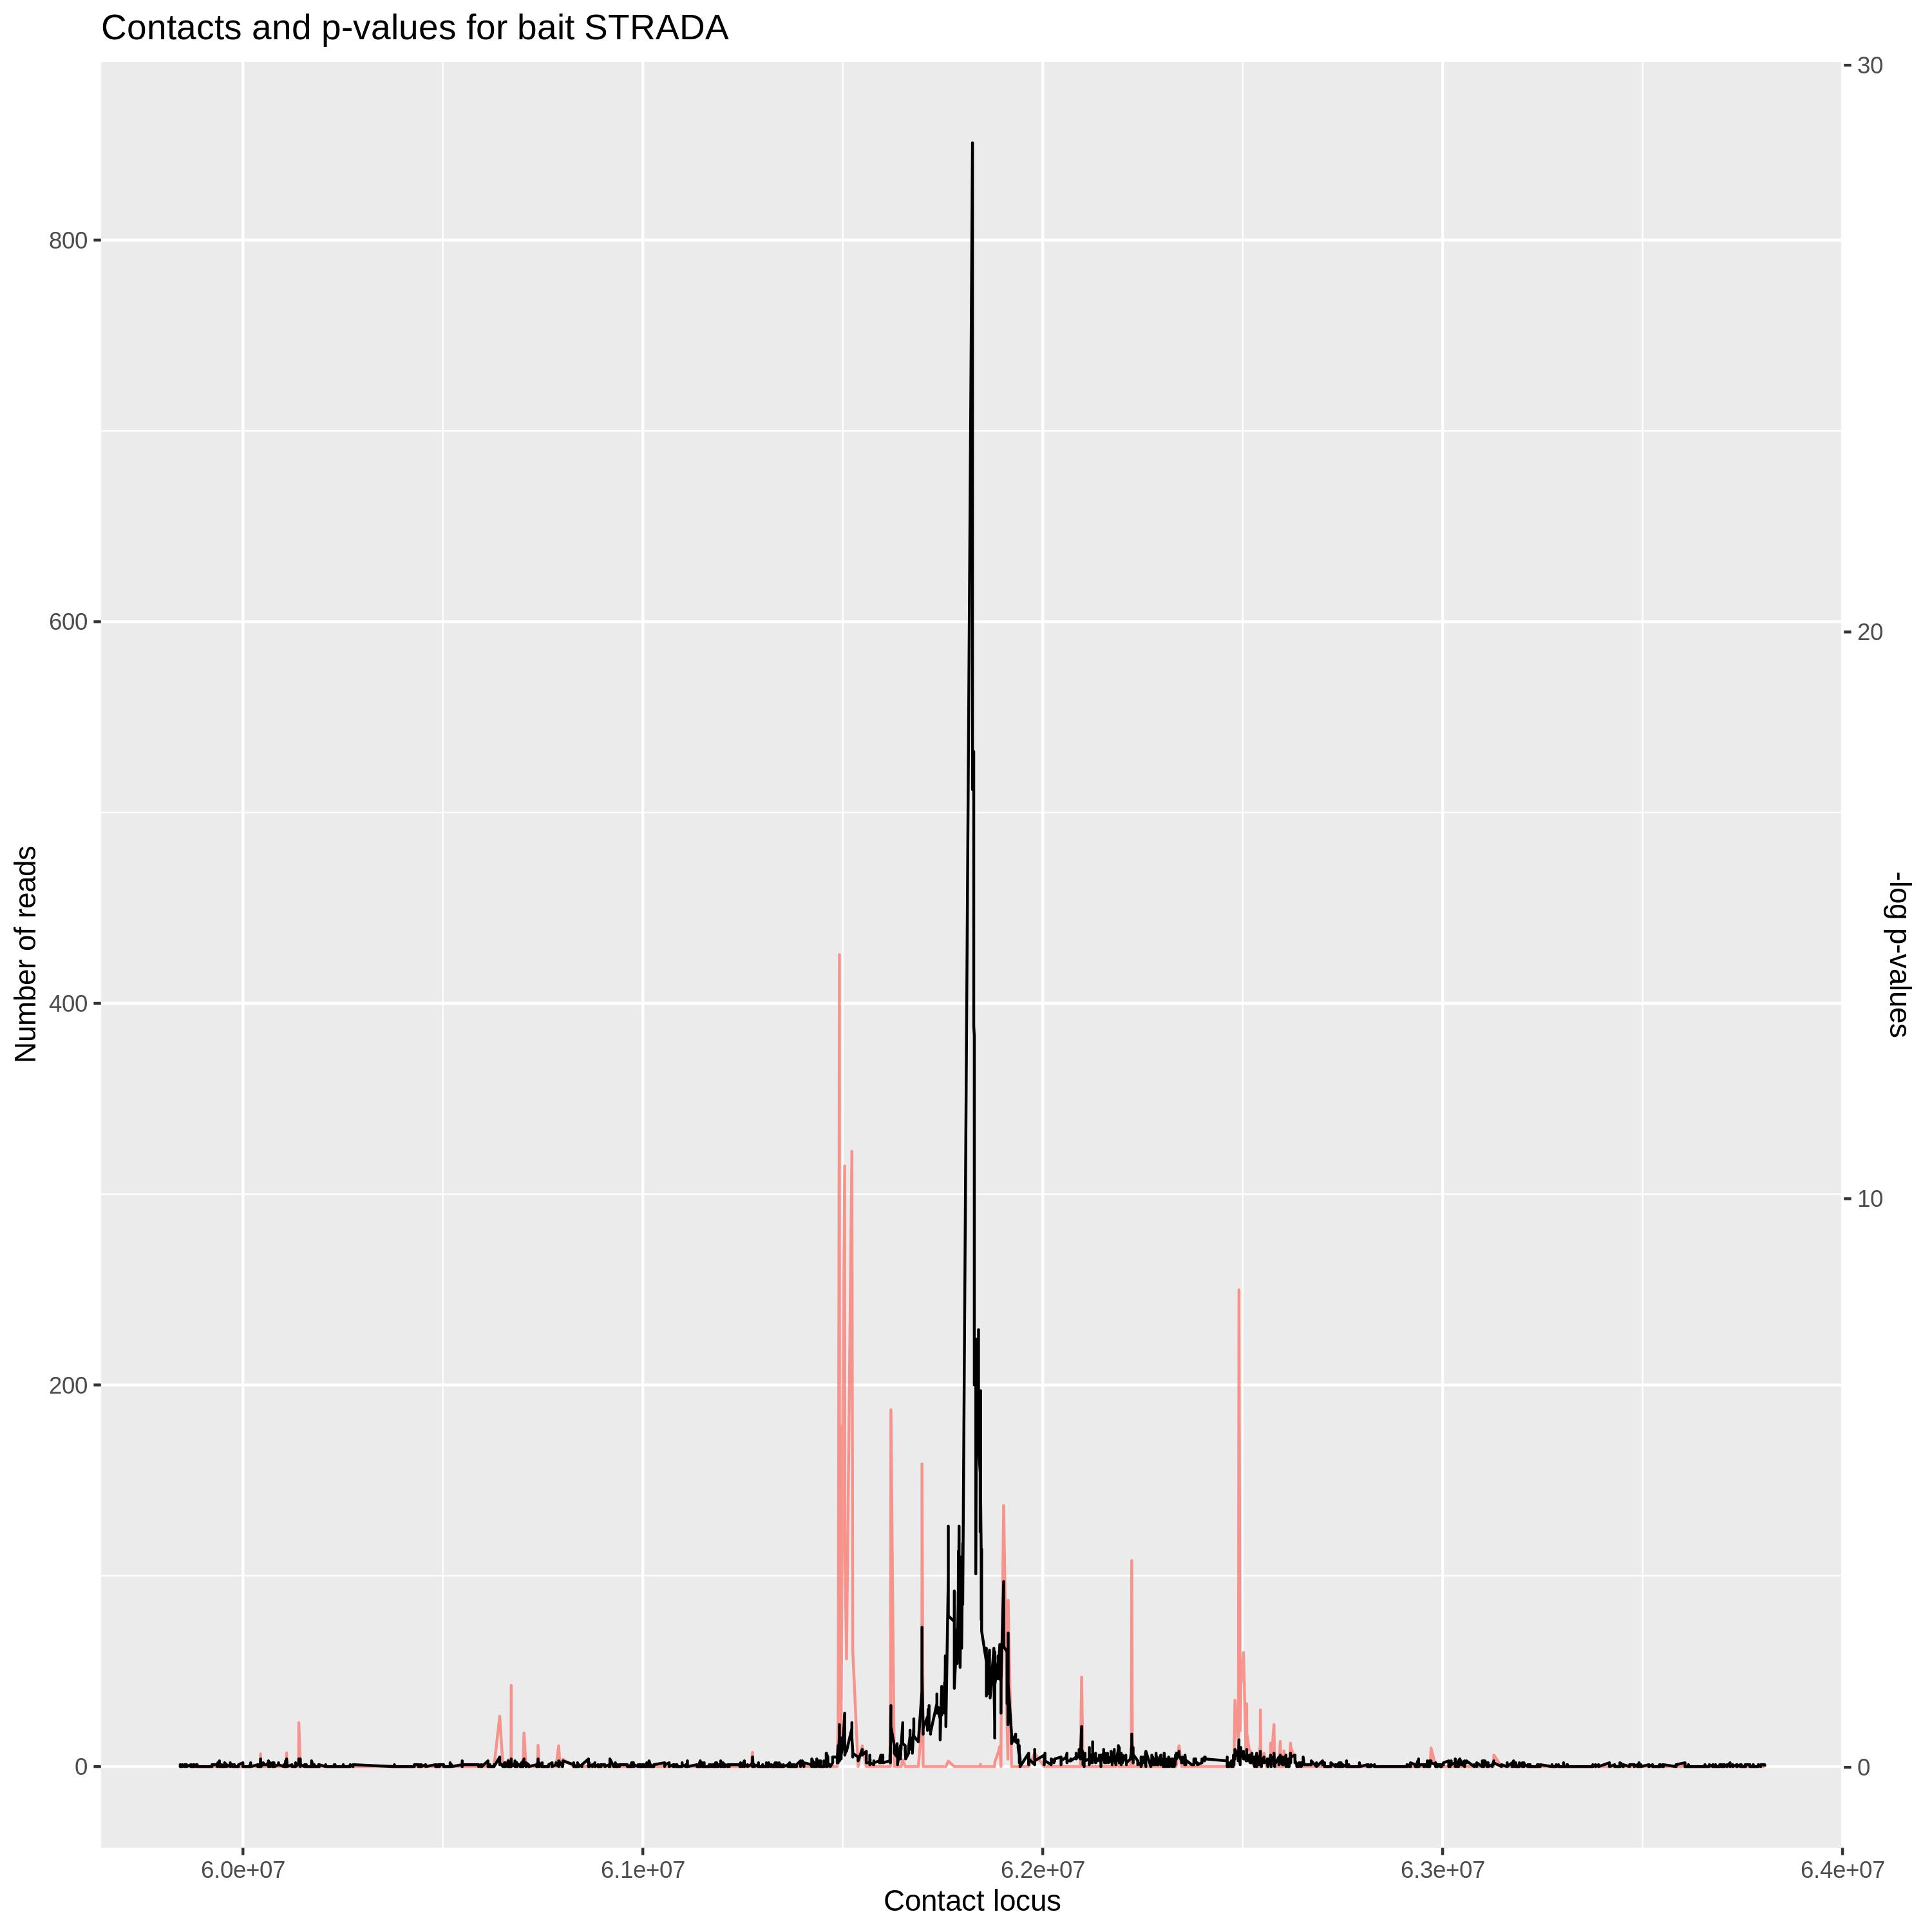 Contacts and p-values for bait STRADA
Number of reads
800
600
400
200
0
30
20
10
0
-log p-values
6.0e+07
6.1e+07
6.2e+07
6.3e+07
6.4e+07
Contact locus